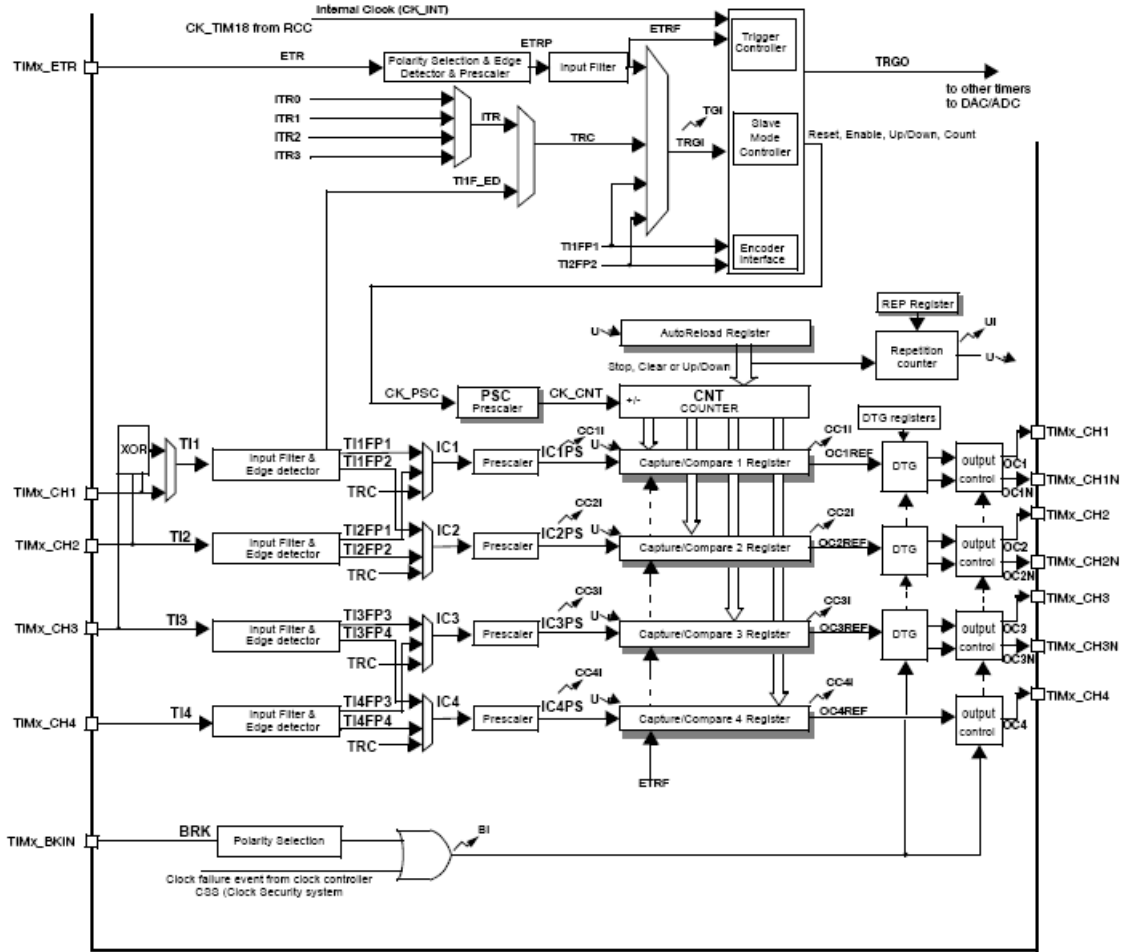 Internal Clock (CK_INT)
CK_TIM18 from RCC
TIMx_ETR
ETR
Polarity Selection & Edge
Detector & Prescaler
ETRP
Input Filter
ETRF
Trigger
Controller
TRGO
to other timers
to DAC/ADC
ITR0
ITR1
ITR2
ITR3
ITR
TRC
TI1F_ED
TGI
TRGI
Slave
Mode
Controller
Reset, Enable, Up/Down, Count
TI1FP1
TI2FP2
Encoder
Interface
REP Register
UI
Repetition
counter
U
U
AutoReload Register
Stop, Clear or Up/Down
CK_PSC
PSC
Prescaler
CK_CNT
+/-
CNT
COUNTER
DTG registers
XOR
TI1
Input Filter &
Edge detector
TI1FP1
TI1FP2
TRC
IC1
Prescaler
IC1PS
CC1I
U
Capture/Compare 1 Register
CC1I
OC1REF
DTG
output
control
OC1
OC1N
TIMx_CH1
TIMx_CH1N
TIMx_CH1
TIMx_CH2
TI2
Input Filter &
Edge detector
TI2FP1
TI2FP2
TRC
IC2
Prescaler
IC2PS
CC2I
U
Capture/Compare 2 Register
CC2I
OC2REF
DTG
output
control
OC2
OC2N
TIMx_CH2
TIMx_CH2N
TIMx_CH3
TI3
Input Filter &
Edge detector
TI3FP3
TI3FP4
TRC
IC3
Prescaler
IC3PS
CC3I
U
Capture/Compare 3 Register
CC3I
OC3REF
DTG
output
control
OC3
OC3N
TIMx_CH3
TIMx_CH3N
TIMx_CH4
TI4
Input Filter &
Edge detector
TI4FP3
TI4FP4
TRC
IC4
Prescaler
IC4PS
CC4I
U
Capture/Compare 4 Register
CC4I
OC4REF
output
control
OC4
TIMx_CH4
ETRF
TIMx_BKIN
BRK
Polarity Selection
BI
Clock failure event from clock controller
CSS (Clock Security system